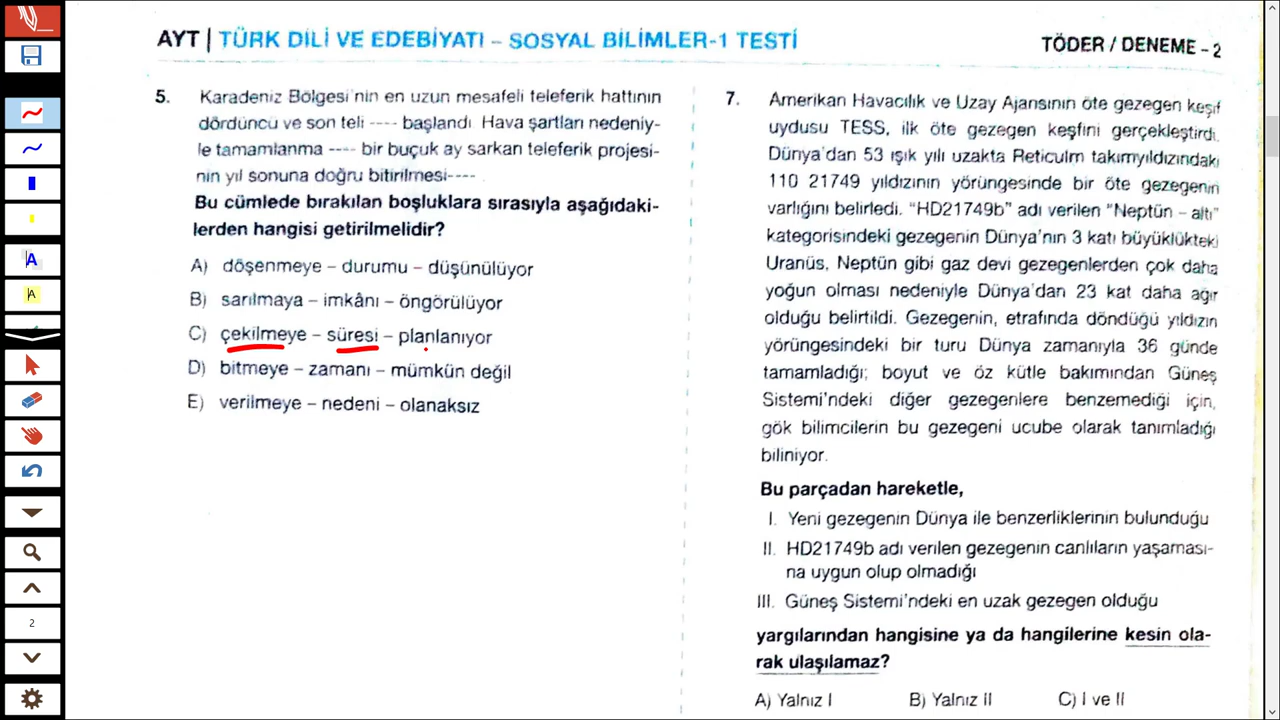 AYT | TÜRK DİLİ VE EDEBİYATI – SOSYAL BİLİMLER-1 TESTİ
TÖDER / DENEME – 2
5. Karadeniz Bölgesi'nin en uzun mesafeli teleferik hattının
dördüncü ve son teli ---- başlandı Hava şartları nedeniy-
le tamamlanma ---- bir buçuk ay sarkan teleferik projesi-
nin yıl sonuna doğru bitirilmesi----
Bu cümlede bırakılan boşluklara sırasıyla aşağıdaki-
lerden hangisi getirilmelidir?
A) döşenmeye – durumu – düşünülüyor
B) sarılmaya – imkânı – öngörülüyor
C) çekilmeye – süresi – planlanıyor
D) bitmeye – zamanı – mümkün değil
E) verilmeye – nedeni – olanaksız
7. Amerikan Havacılık ve Uzay Ajansının öte gezegen keşif
uydusu TESS, ilk öte gezegen keşfini gerçekleştirdi.
Dünya'dan 53 ışık yılı uzakta Reticulm takımyıldızındaki
110 21749 yıldızının yörüngesinde bir öte gezegenin
varlığını belirledi. "HD21749b" adı verilen "Neptün – altı"
kategorisindeki gezegenin Dünya'nın 3 katı büyüklükteki
Uranüs, Neptün gibi gaz devi gezegenlerden çok daha
yoğun olması nedeniyle Dünya'dan 23 kat daha ağır
olduğu belirtildi. Gezegenin, etrafında döndüğü yıldızın
yörüngesindeki bir turu Dünya zamanıyla 36 günde
tamamladığı; boyut ve öz kütle bakımından Güneş
Sistemi'ndeki diğer gezegenlere benzemediği için,
gök bilimcilerin bu gezegeni ucube olarak tanımladığı
biliniyor.
Bu parçadan hareketle,
I. Yeni gezegenin Dünya ile benzerliklerinin bulunduğu
II. HD21749b adı verilen gezegenin canlıların yaşaması-
na uygun olup olmadığı
III. Güneş Sistemi'ndeki en uzak gezegen olduğu
yargılarından hangisine ya da hangilerine kesin ola-
rak ulaşılamaz?
A) Yalnız I B) Yalnız II C) I ve II
A
A
2